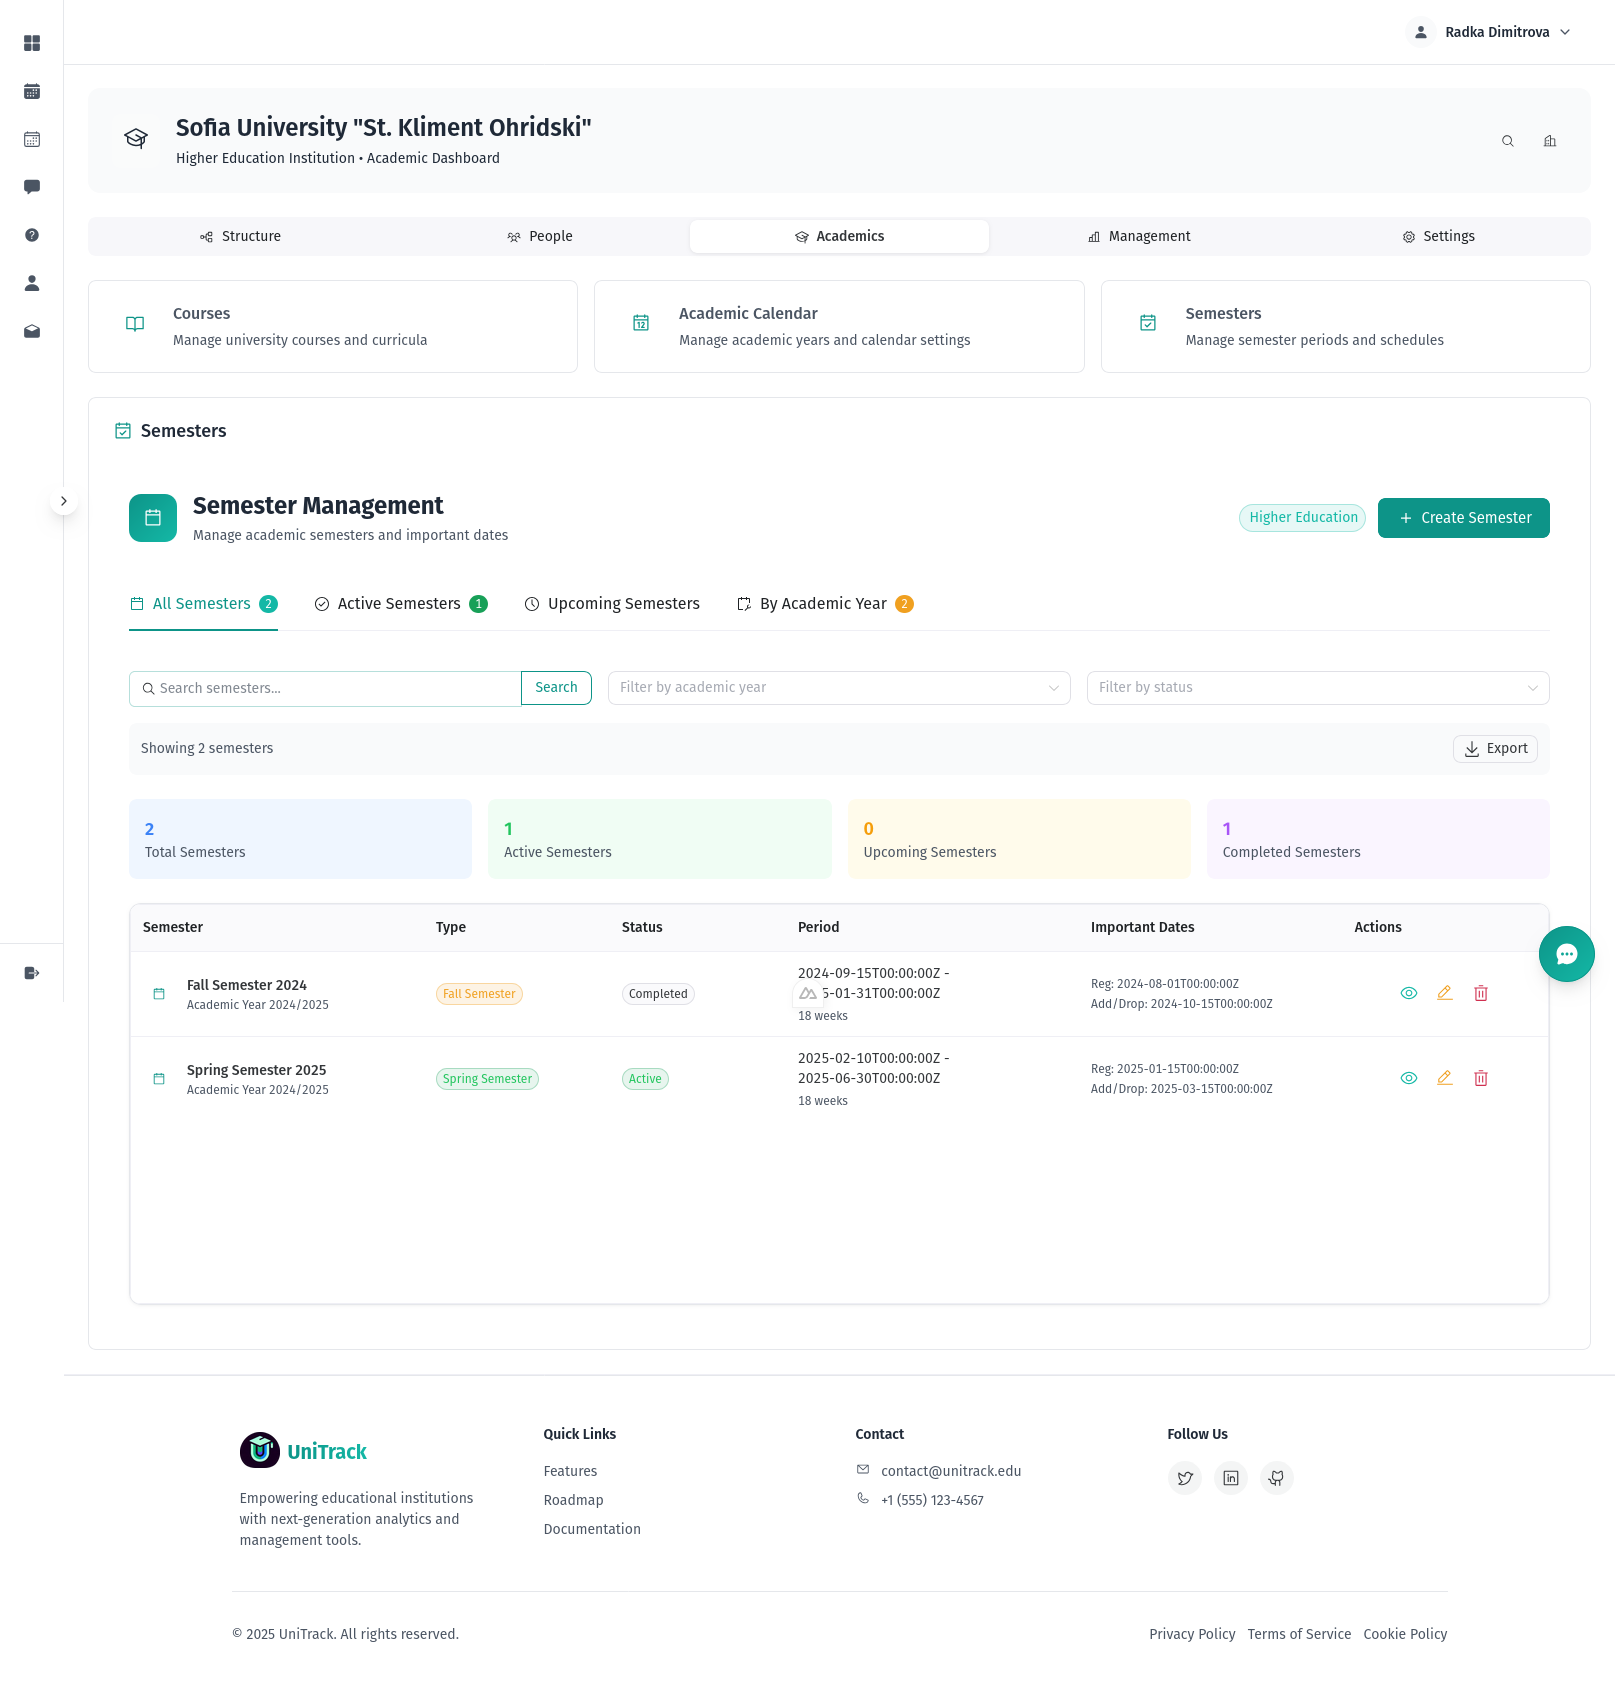 Radka Dimitrova
Sofia University "St. Kliment Ohridski"
Higher Education Institution • Academic Dashboard
Structure
People
Academics
Management
Settings
Courses
Manage university courses and curricula
Academic Calendar
Manage academic years and calendar settings
Semesters
Manage semester periods and schedules
Semesters
Semester Management
Manage academic semesters and important dates
Higher Education
Create Semester
All Semesters 2
Active Semesters 1
Upcoming Semesters
By Academic Year 2
Search semesters...
Search
Filter by academic year
Filter by status
Showing 2 semesters
Export
2
Total Semesters
1
Active Semesters
0
Upcoming Semesters
1
Completed Semesters
Semester Type Status Period Important Dates Actions
Fall Semester 2024
Academic Year 2024/2025
Fall Semester
Completed
2024-09-15T00:00:00Z -
5-01-31T00:00:00Z
18 weeks
Reg: 2024-08-01T00:00:00Z
Add/Drop: 2024-10-15T00:00:00Z
Spring Semester 2025
Academic Year 2024/2025
Spring Semester
Active
2025-02-10T00:00:00Z -
2025-06-30T00:00:00Z
18 weeks
Reg: 2025-01-15T00:00:00Z
Add/Drop: 2025-03-15T00:00:00Z
UniTrack
Empowering educational institutions
with next-generation analytics and
management tools.
Quick Links
Features
Roadmap
Documentation
Contact
contact@unitrack.edu
+1 (555) 123-4567
Follow Us
© 2025 UniTrack. All rights reserved.
Privacy Policy Terms of Service Cookie Policy